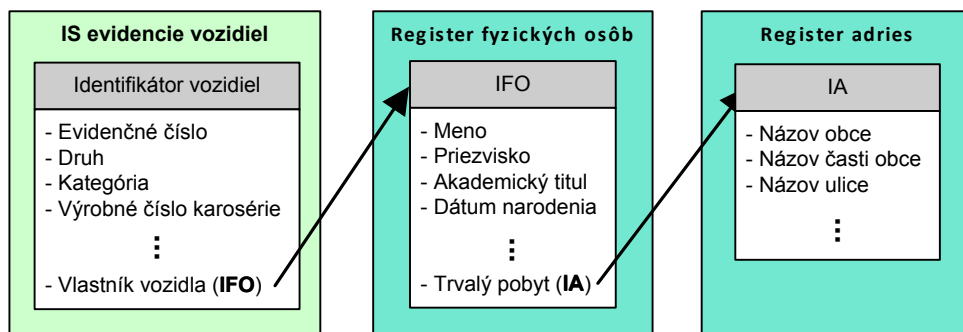 IS evidencie vozidiel
Identifikátor vozidiel
- Evidenčné číslo
- Druh
- Kategória
- Výrobné číslo karosérie
⋮
- Vlastník vozidla (IFO)
Register fyzických osôb
IFO
- Meno
- Priezvisko
- Akademický titul
- Dátum narodenia
⋮
- Trvalý pobyt (IA)
Register adries
IA
- Názov obce
- Názov časti obce
- Názov ulice
⋮